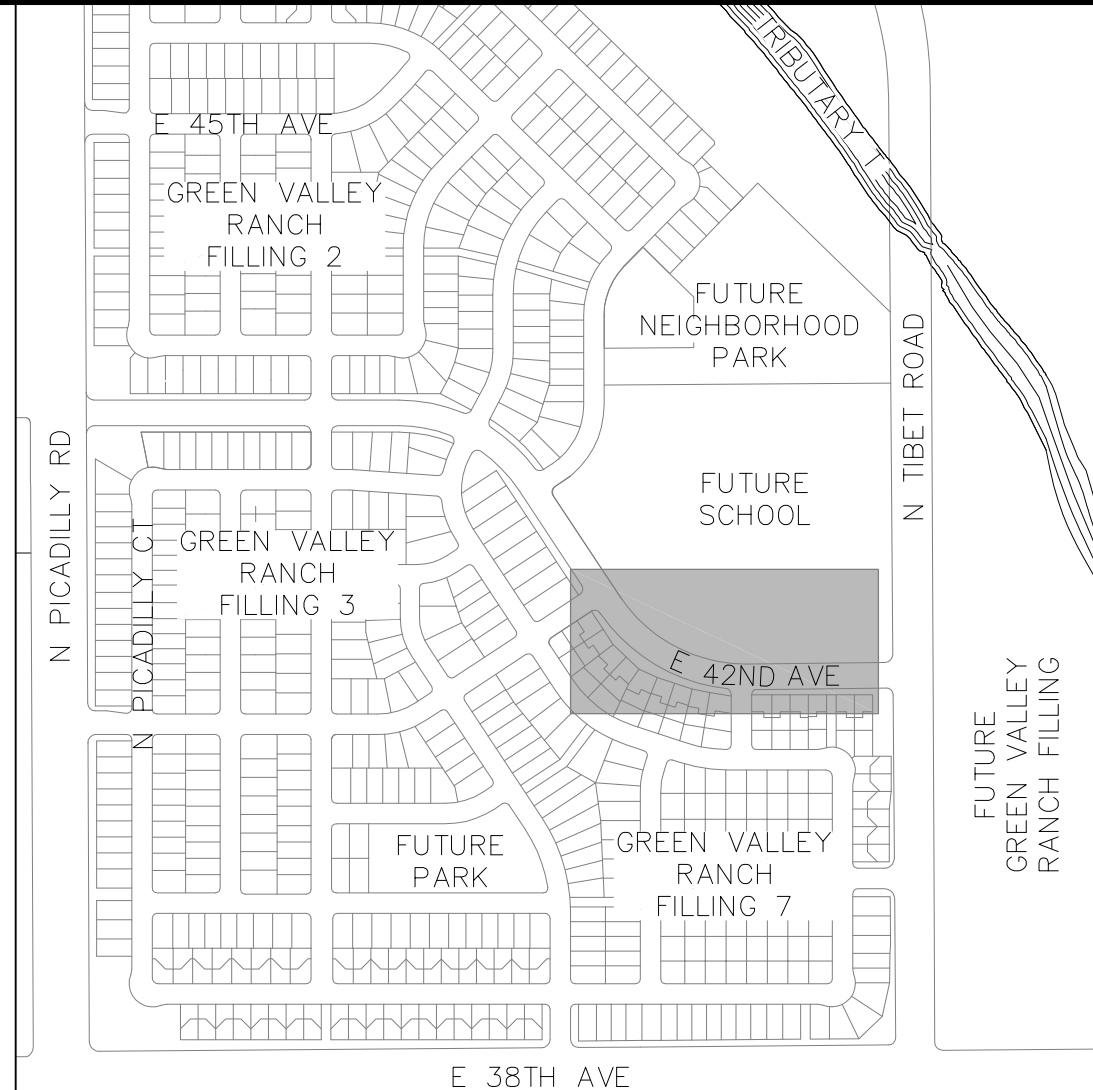 TRIBUTARY T
E 45TH AVE
GREEN VALLEY
RANCH
FILLING 2
FUTURE
NEIGHBORHOOD
PARK
N TIBET ROAD
N PICADILLY RD
FUTURE
SCHOOL
N PICADILLY CT
GREEN VALLEY
RANCH
FILLING 3
E 42ND AVE
FUTURE
GREEN VALLEY
RANCH FILLING
FUTURE
PARK
GREEN VALLEY
RANCH
FILLING 7
E 38TH AVE